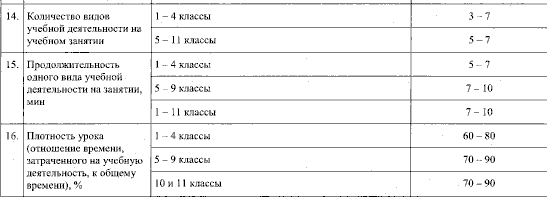 14. Количество видов учебной деятельности на учебном занятии
1 – 4 классы 3 – 7
5 – 11 классы 5 – 7
15. Продолжительность одного вида учебной деятельности на занятии, мин
1 – 4 классы 5 – 7
5 – 9 классы 7 – 10
1 – 11 классы 7 – 10
16. Плотность урока (отношение времени, затраченного на учебную деятельность, к общему времени), %
1 – 4 классы 60 – 80
5 – 9 классы 70 – 90
10 и 11 классы 70 – 90